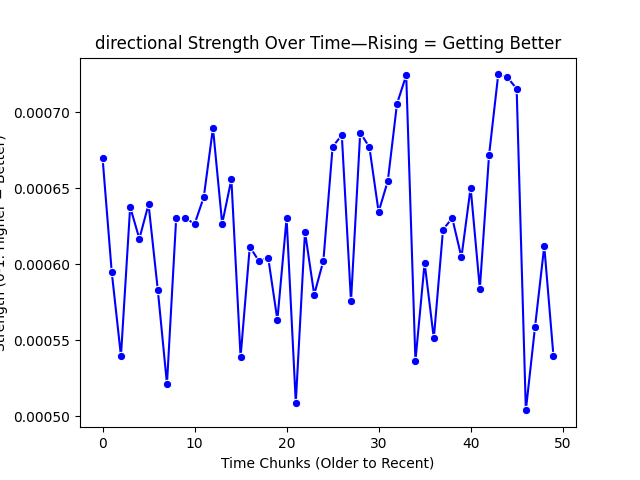 directional Strength Over Time—Rising = Getting Better
Strength (0-1: Higher = Better)
0.00070
0.00065
0.00060
0.00055
0.00050
0 10 20 30 40 50
Time Chunks (Older to Recent)